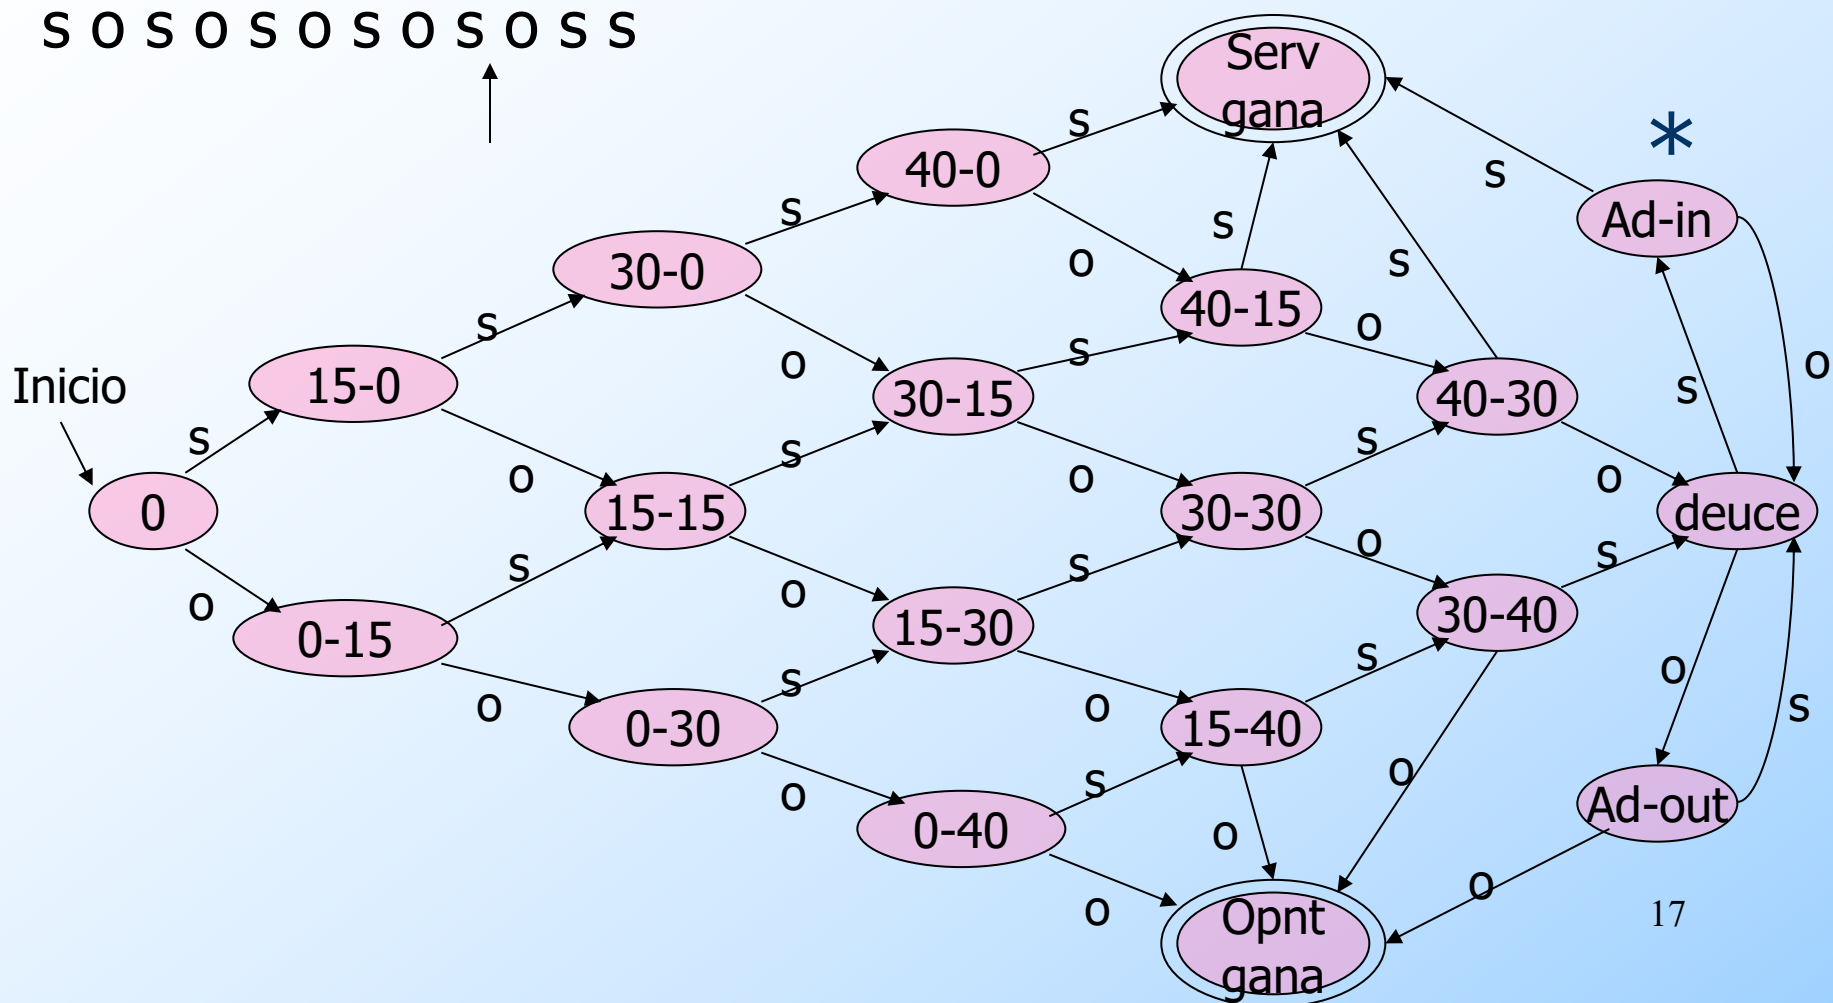 s o s o s o s o s o s s
Serv
gana
*
s
40-0
s
Ad-in
s
s
30-0
o
s
40-15
s
o
o
s
15-0
o
30-15
40-30
Inicio
s
s
s
s
o
o
o
0
15-15
30-30
deuce
o
s
s
s
o
o
0-15
15-30
30-40
s
s
o
o
o
0-30
o
15-40
s
s
o
o
0-40
o
Ad-out
o
o
Opnt
gana
17